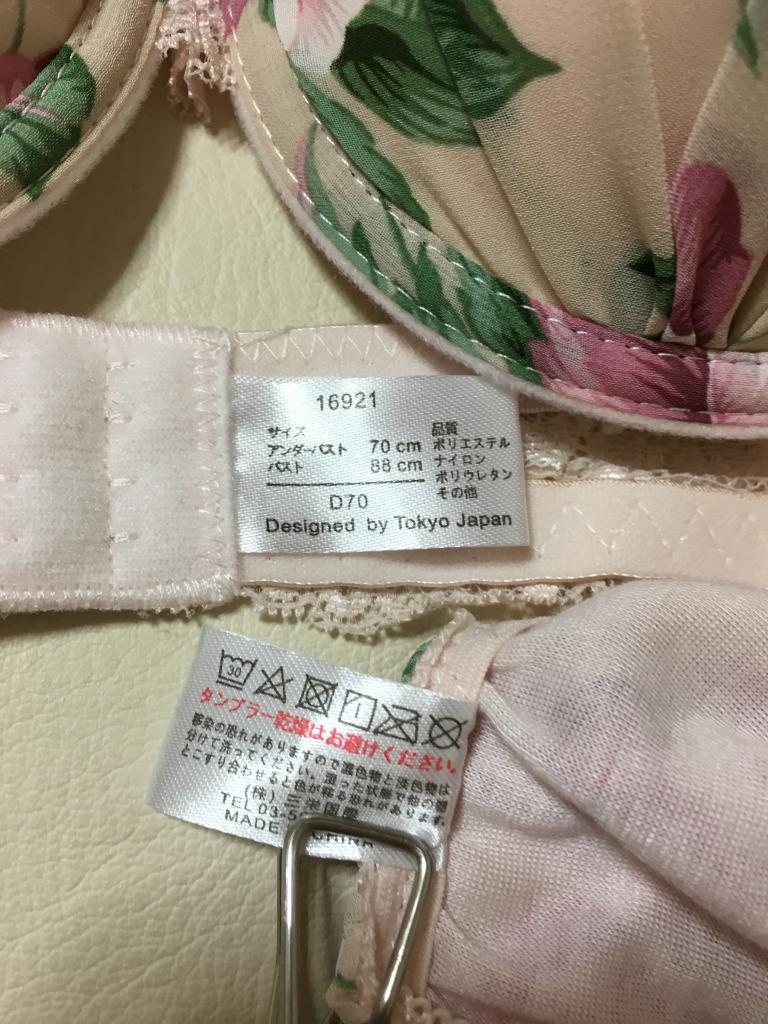 16921
サイズ
アンダーバスト 70 cm
バスト 88 cm
D70
品質
ポリエステル
ナイロン
ポリウレタン
その他
Designed by Tokyo Japan
30
タンブラー乾燥はお避けください。
移染の恐れがありますので濃色物と淡色物は
分けて洗ってください。湿った状態で他の物
とこすり合わせると色が移る恐れがあります。
(株) 三栄国際
TEL 03-5
MADE CHINA